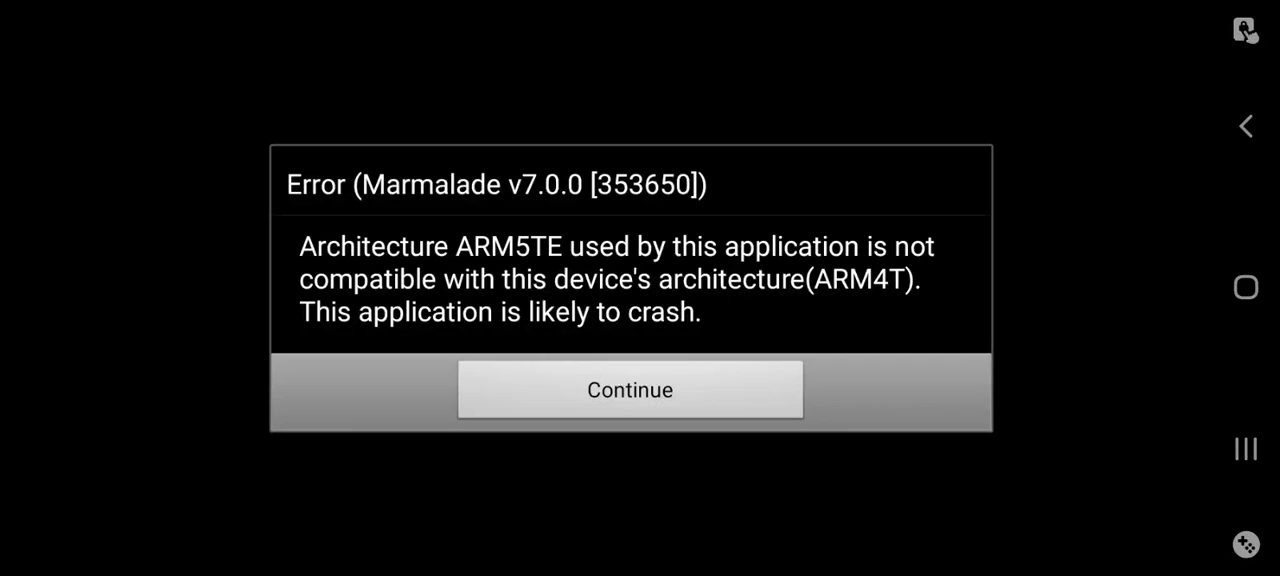 Error (Marmalade v7.0.0 [353650])
Architecture ARM5TE used by this application is not
compatible with this device's architecture(ARM4T).
This application is likely to crash.
Continue